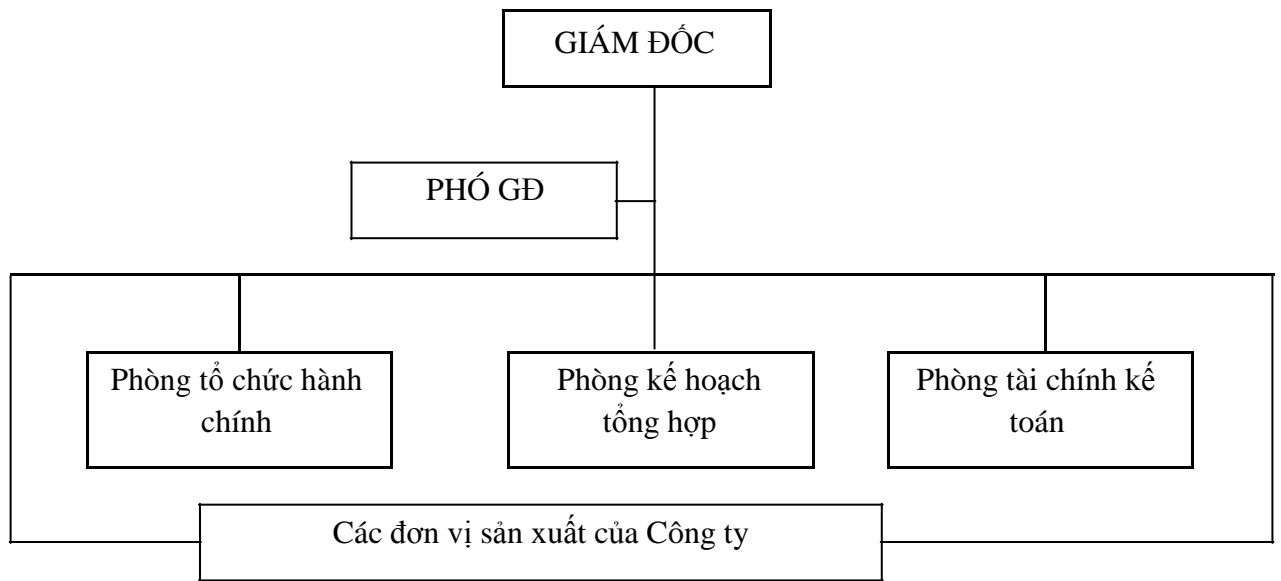 GIÁM ĐỐC
PHÓ GĐ
Phòng tổ chức hành
chính
Phòng kế hoạch
tổng hợp
Phòng tài chính kế
toán
Các đơn vị sản xuất của Công ty